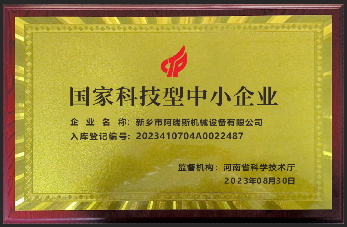 国家科技型中小企业
企 业 名 称：新乡市阿瑞斯机械设备有限公司
入库登记编号：2023410704A0022487
监督机构：河南省科学技术厅
2023年08月30日